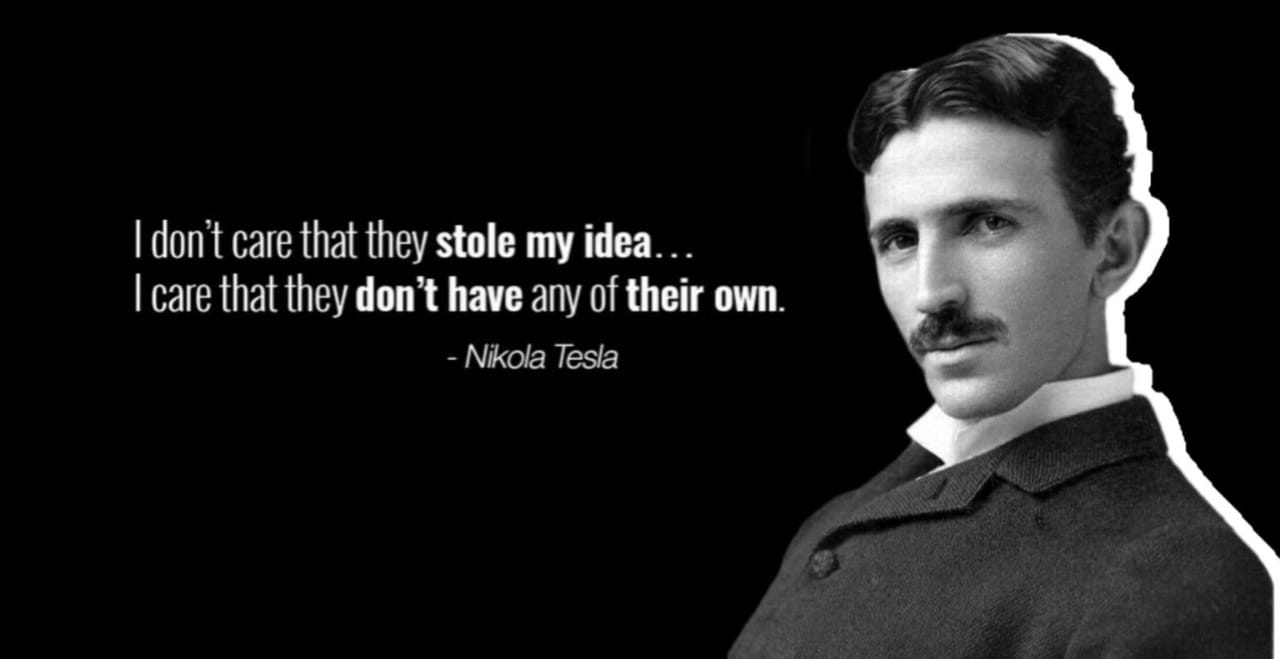 I don’t care that they stole my idea...
I care that they don’t have any of their own.
- Nikola Tesla